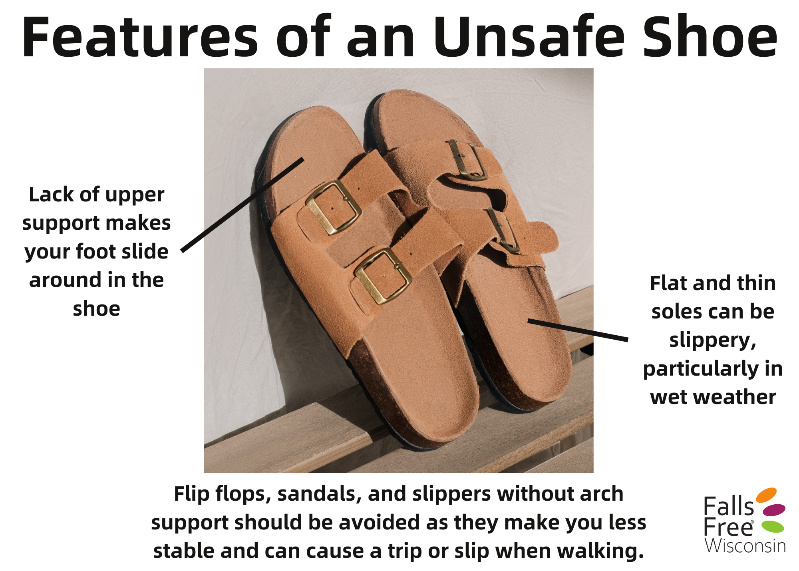 Features of an Unsafe Shoe
Lack of upper
support makes
your foot slide
around in the
shoe
Flat and thin
soles can be
slippery,
particularly in
wet weather
Flip flops, sandals, and slippers without arch
support should be avoided as they make you less
stable and can cause a trip or slip when walking.
Falls
Free
Wisconsin